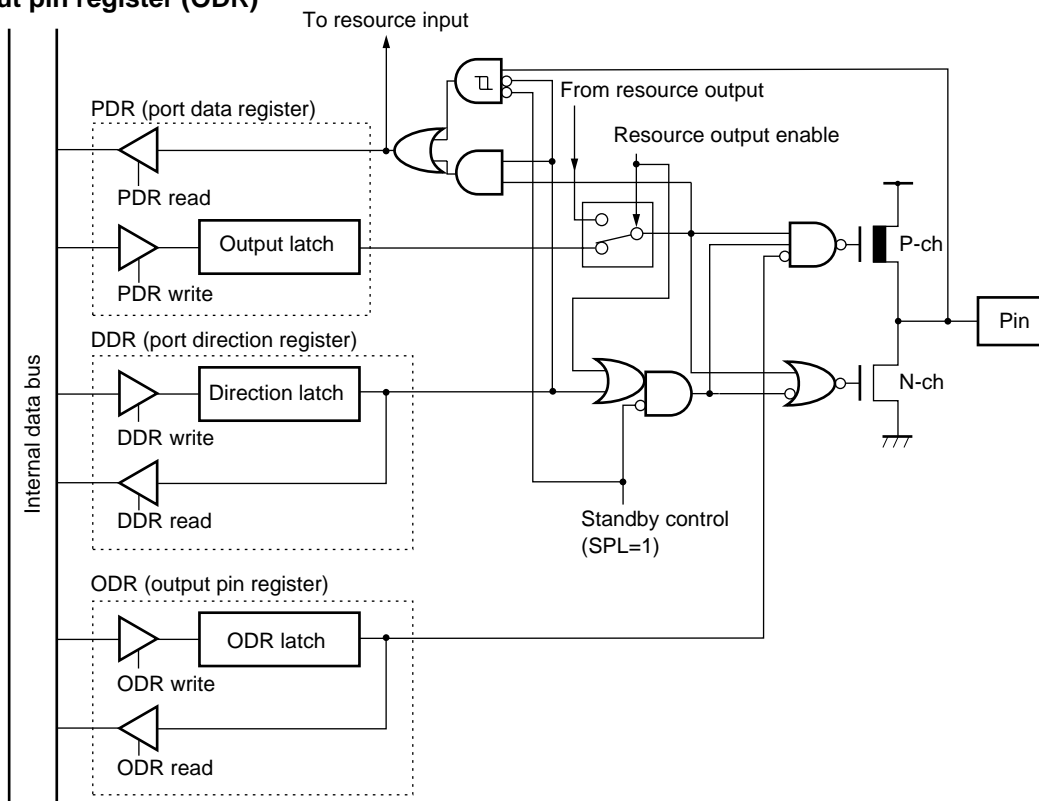 ut pin register (ODR)
To resource input
From resource output
PDR (port data register)
Resource output enable
PDR read
Output latch
P-ch
PDR write
Pin
DDR (port direction register)
Internal data bus
Direction latch
N-ch
DDR write
DDR read
Standby control
(SPL=1)
ODR (output pin register)
ODR latch
ODR write
ODR read